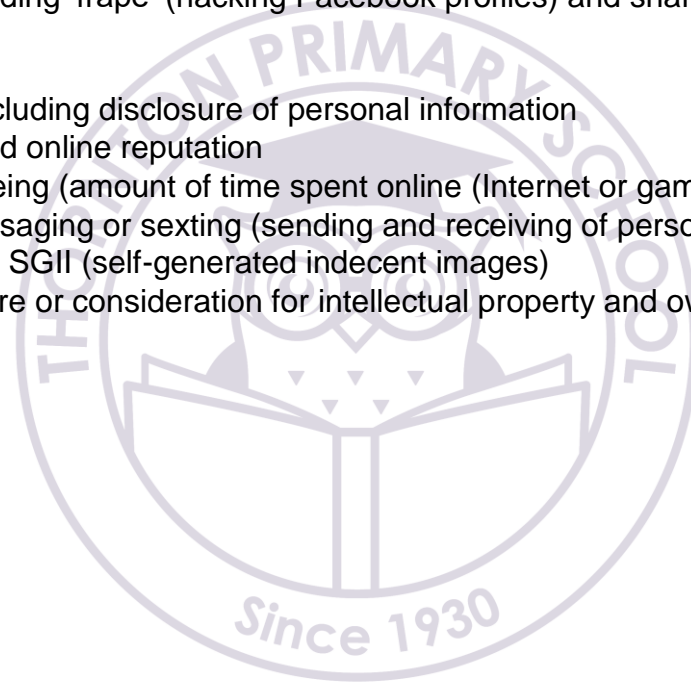 ding 'frape' (hacking Facebook profiles) and
cluding disclosure of personal information
d online reputation
eing (amount of time spent online (Internet or gam
saging or sexting (sending and receiving of perso
SGII (self-generated indecent images)
re or consideration for intellectual property and
THORNTON PRIMARY SCHOOL
Since 1930